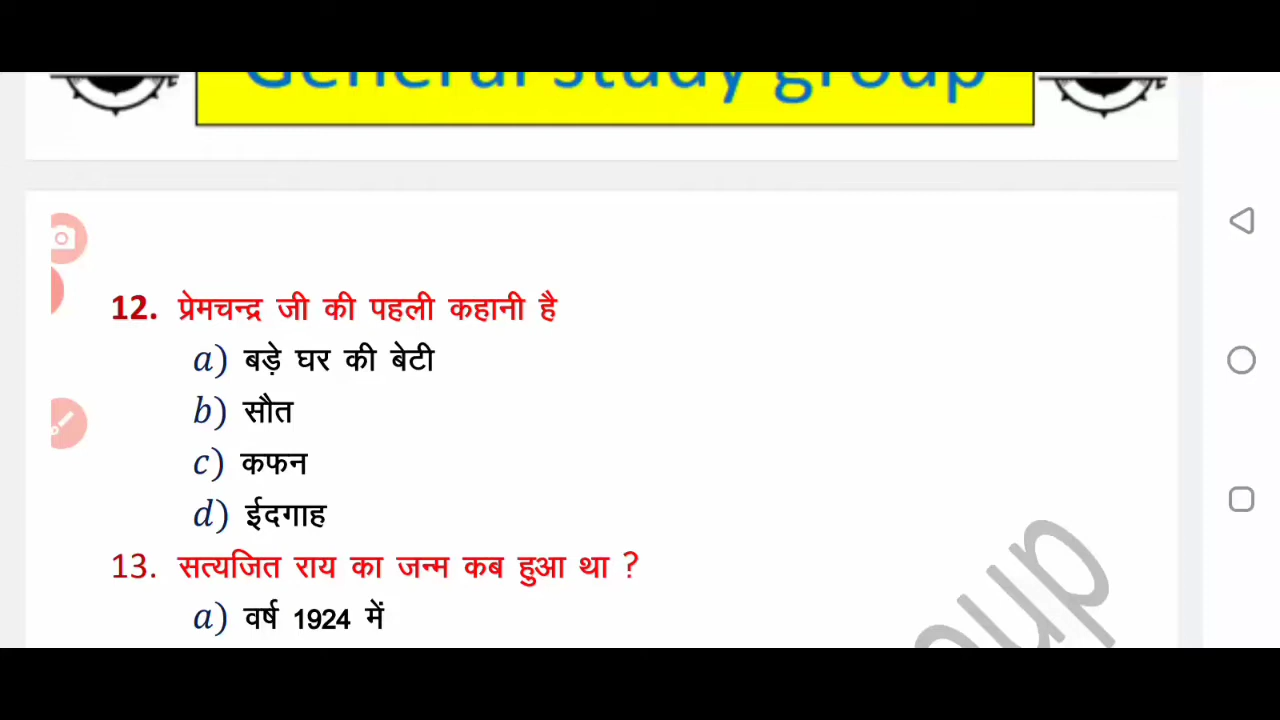 General study group
12. प्रेमचन्द्र जी की पहली कहानी है
a) बड़े घर की बेटी
b) सौत
c) कफन
d) ईदगाह
13. सत्यजित राय का जन्म कब हुआ था ?
a) वर्ष 1924 में